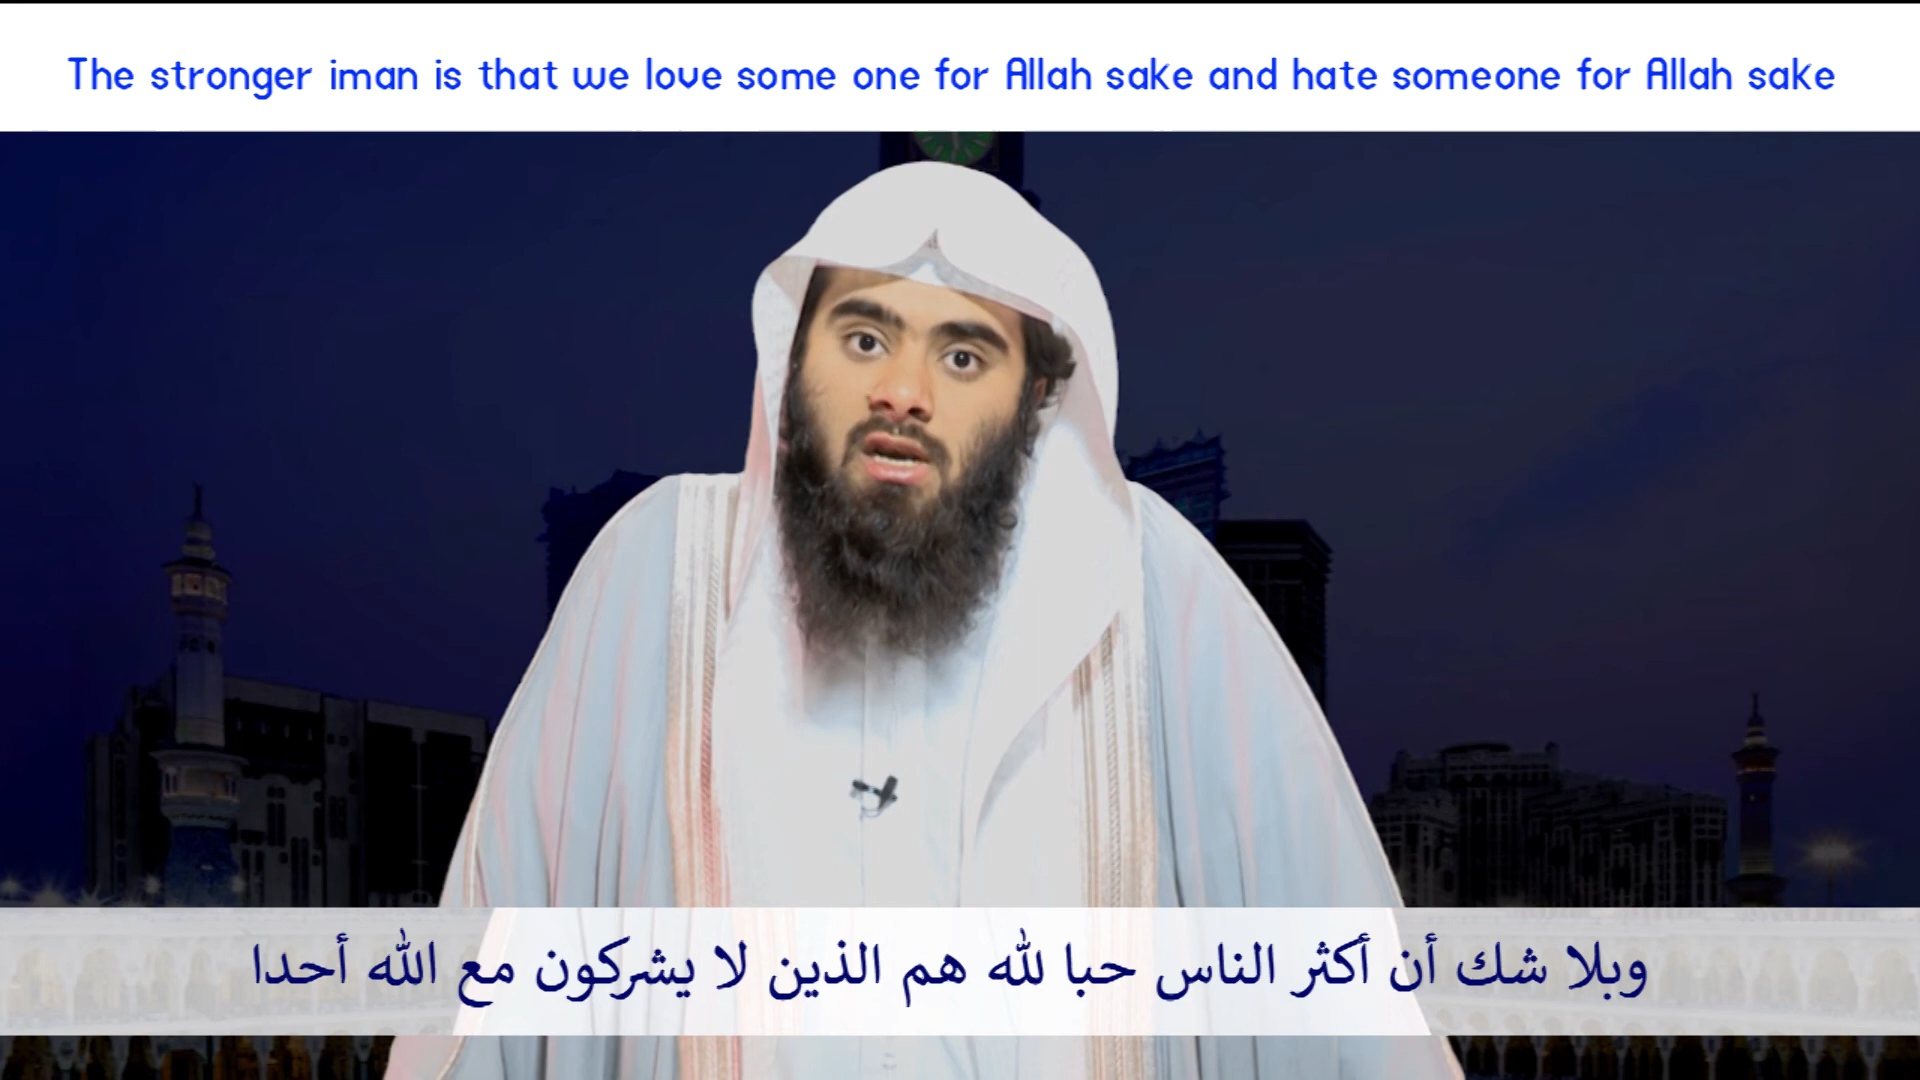 The stronger iman is that we love some one for Allah sake and hate someone for Allah sake
وبلا شك أن أكثر الناس حبا لله هم الذين لا يشركون مع الله أحدا